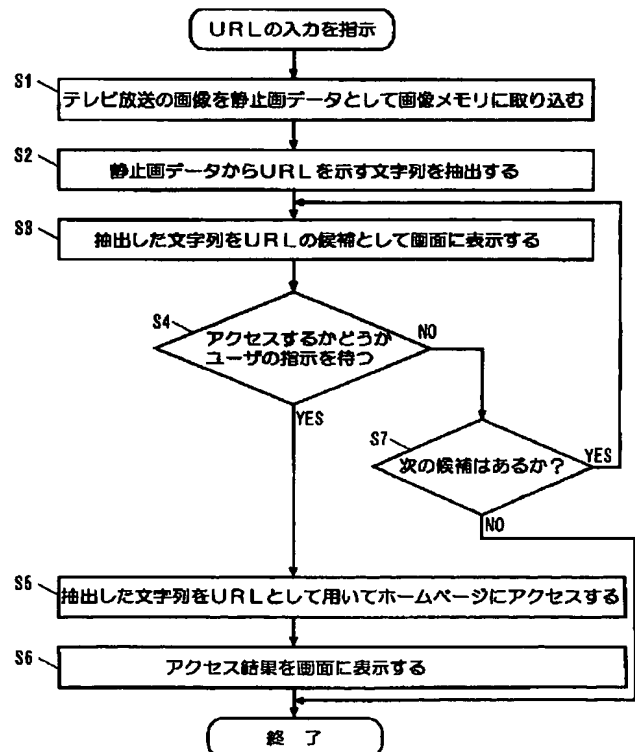 URLの入力を指示
S1
テレビ放送の画像を静止画データとして画像メモリに取り込む
S2
静止画データからURLを示す文字列を抽出する
S3
抽出した文字列をURLの候補として画面に表示する
S4
アクセスするかどうか
ユーザの指示を待つ
NO
YES
S7
次の候補はあるか？
YES
NO
S5
抽出した文字列をURLとして用いてホームページにアクセスする
S6
アクセス結果を画面に表示する
終 了